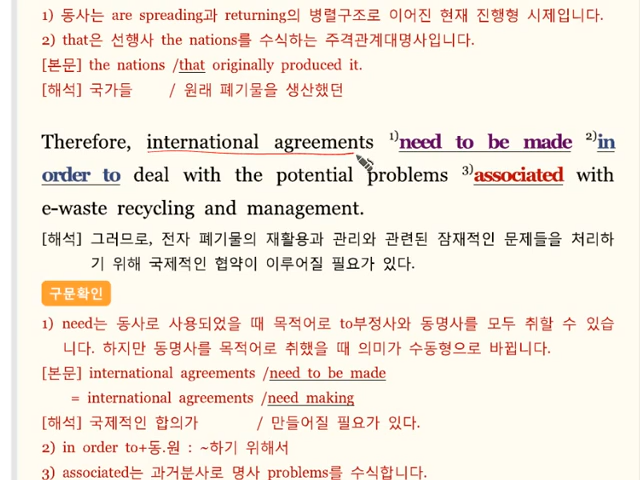 1) 동사는 are spreading과 returning의 병렬구조로 이어진 현재 진행형 시제입니다.
2) that은 선행사 the nations를 수식하는 주격관계대명사입니다.
[본문] the nations /that originally produced it.
[해석] 국가들 / 원래 폐기물을 생산했던
Therefore, international agreements 1)need to be made 2)in
order to deal with the potential problems 3)associated with
e-waste recycling and management.
[해석] 그러므로, 전자 폐기물의 재활용과 관리와 관련된 잠재적인 문제들을 처리하
기 위해 국제적인 협약이 이루어질 필요가 있다.
구문확인
1) need는 동사로 사용되었을 때 목적어로 to부정사와 동명사를 모두 취할 수 있습
니다. 하지만 동명사를 목적어로 취했을 때 의미가 수동형으로 바뀝니다.
[본문] international agreements /need to be made
= international agreements /need making
[해석] 국제적인 합의가 / 만들어질 필요가 있다.
2) in order to+동.원 : ~하기 위해서
3) associated는 과거분사로 명사 problems를 수식합니다.